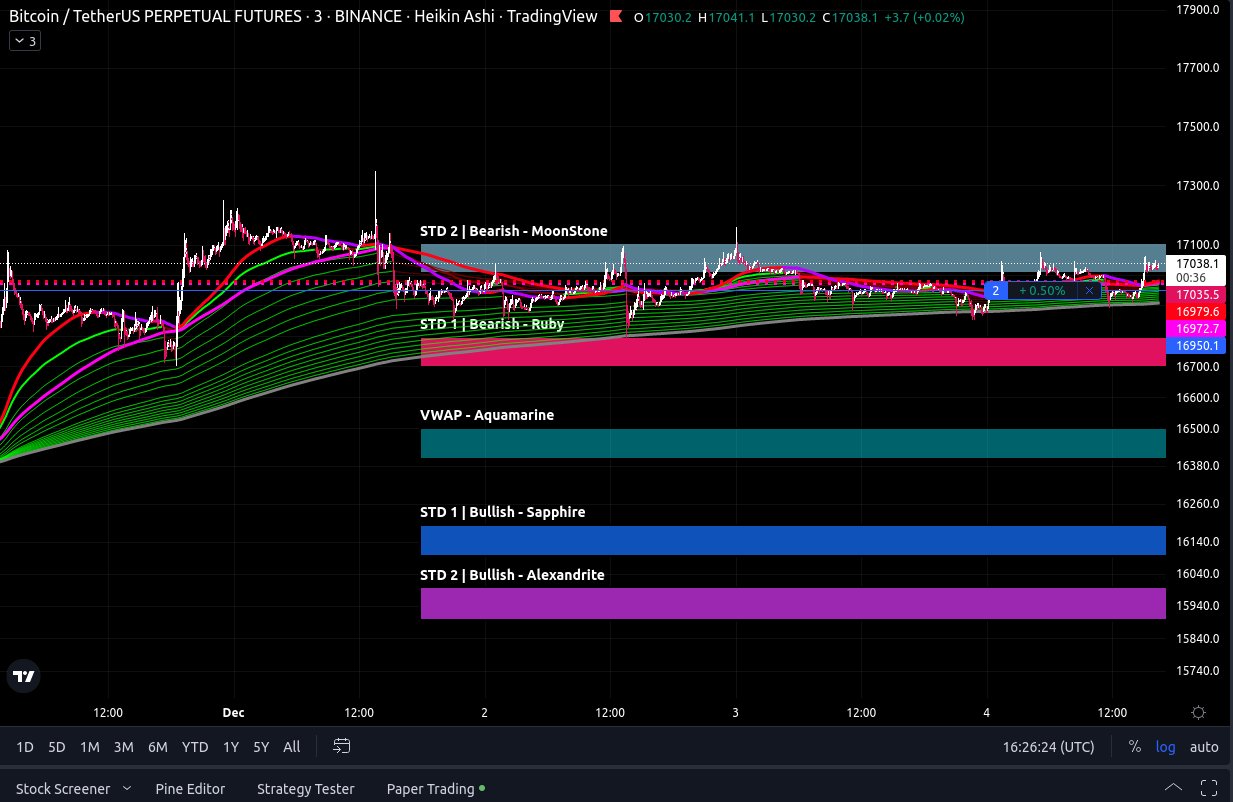 Bitcoin / TetherUS PERPETUAL FUTURES · 3 · BINANCE · Heikin Ashi · TradingView O17030.2 H17041.1 L17030.2 C17038.1 +3.7 (+0.02%)
3
17900.0
17700.0
17500.0
17300.0
STD 2 | Bearish - MoonStone
17100.0
17038.1
00:36
2 +0.50% ×
17035.5
16979.6
STD 1 | Bearish - Ruby
16972.7
16950.1
16700.0
16600.0
VWAP - Aquamarine
16500.0
16380.0
16260.0
STD 1 | Bullish - Sapphire
16140.0
STD 2 | Bullish - Alexandrite
16040.0
15940.0
15840.0
15740.0
12:00 Dec 12:00 2 12:00 3 12:00 4 12:00
1D 5D 1M 3M 6M YTD 1Y 5Y All 16:26:24 (UTC) % log auto
Stock Screener Pine Editor Strategy Tester Paper Trading